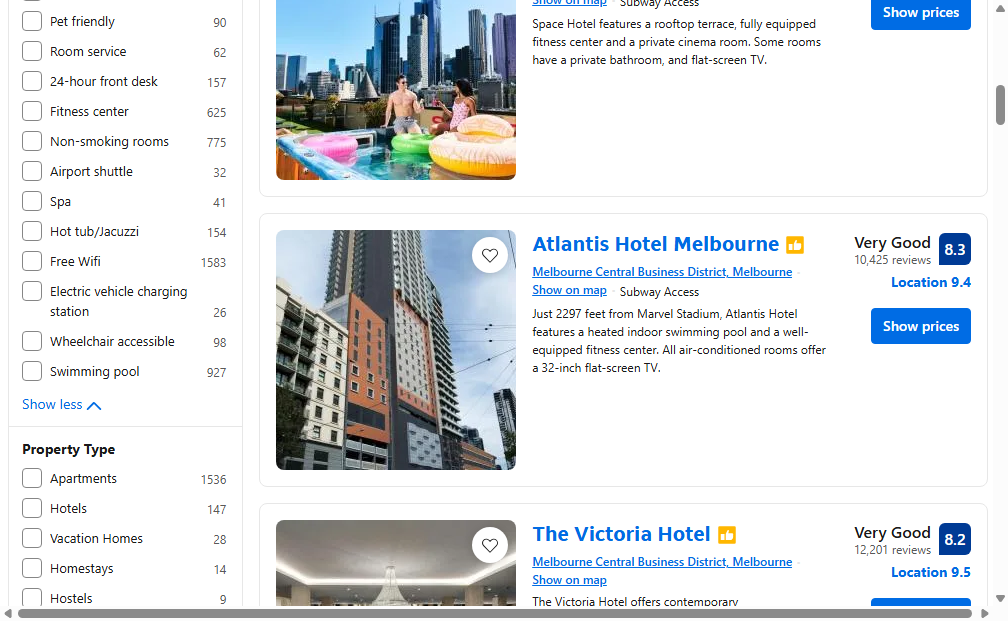 Pet friendly 90
Room service 62
24-hour front desk 157
Fitness center 625
Non-smoking rooms 775
Airport shuttle 32
Spa 41
Hot tub/Jacuzzi 154
Free Wifi 1583
Electric vehicle charging
station 26
Wheelchair accessible 98
Swimming pool 927
Show less
Property Type
Apartments 1536
Hotels 147
Vacation Homes 28
Homestays 14
Hostels 9
Show on map · Subway Access
Space Hotel features a rooftop terrace, fully equipped
fitness center and a private cinema room. Some rooms
have a private bathroom, and flat-screen TV.
Show prices
Atlantis Hotel Melbourne
Melbourne Central Business District, Melbourne ·
Show on map · Subway Access
Just 2297 feet from Marvel Stadium, Atlantis Hotel
features a heated indoor swimming pool and a well-
equipped fitness center. All air-conditioned rooms offer
a 32-inch flat-screen TV.
Very Good 8.3
10,425 reviews
Location 9.4
Show prices
The Victoria Hotel
Melbourne Central Business District, Melbourne ·
Show on map
The Victoria Hotel offers contemporary
Very Good 8.2
12,201 reviews
Location 9.5